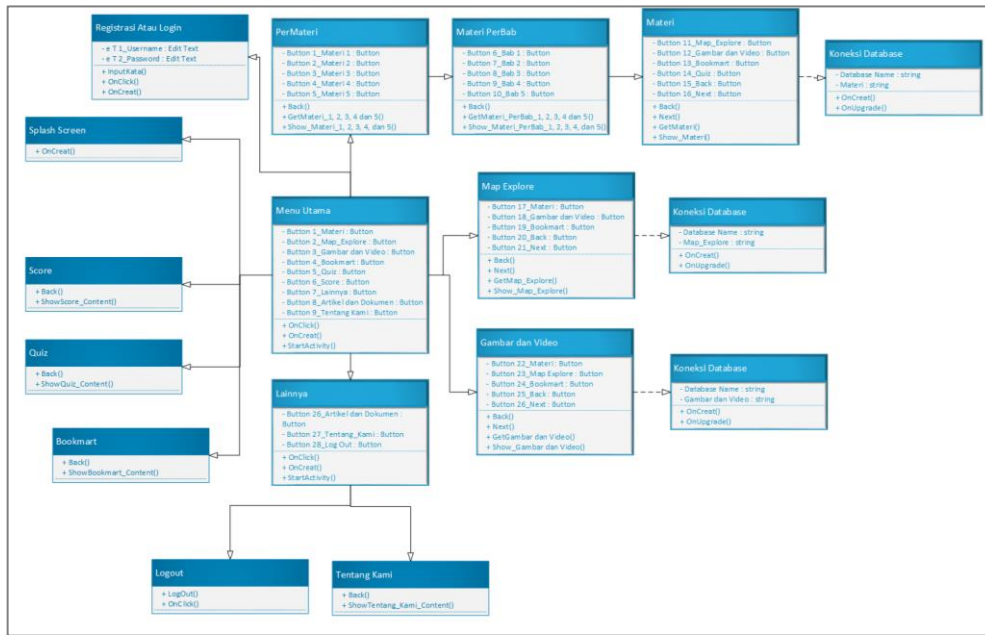 Registrasi Atau Login
- e T 1_Username : Edit Text
- e T 2_Password : Edit Text
+ InputKata()
+ OnClick()
+ OnCreat()
PerMateri
- Button 1_Materi 1 : Button
- Button 2_Materi 2 : Button
- Button 3_Materi 3 : Button
- Button 4_Materi 4 : Button
- Button 5_Materi 5 : Button
+ Back()
+ GetMateri_1, 2, 3, 4 dan 5()
+ Show_Materi_1, 2, 3, 4, dan 5()
Materi PerBab
- Button 6_Bab 1 : Button
- Button 7_Bab 2 : Button
- Button 8_Bab 3 : Button
- Button 9_Bab 4 : Button
- Button 10_Bab 5 : Button
+ Back()
+ GetMateri_PerBab_1, 2, 3, 4 dan 5()
+ Show_Materi_PerBab_1, 2, 3, 4, dan 5()
Materi
- Button 11_Map_Explore : Button
- Button 12_Gambar dan Video : Button
- Button 13_Bookmart : Button
- Button 14_Quiz : Button
- Button 15_Back : Button
- Button 16_Next : Button
+ Back()
+ Next()
+ GetMateri()
+ Show_Materi()
Koneksi Database
- Database Name : string
- Materi : string
+ OnCreat()
+ OnUpgrade()
Splash Screen
+ OnCreat()
Menu Utama
- Button 1_Materi : Button
- Button 2_Map_Explore : Button
- Button 3_Gambar dan Video : Button
- Button 4_Bookmart : Button
- Button 5_Quiz : Button
- Button 6_Score : Button
- Button 7_Lainnya : Button
- Button 8_Artikel dan Dokumen : Button
- Button 9_Tentang Kami : Button
+ OnClick()
+ OnCreat()
+ StartActivity()
Map Explore
- Button 17_Materi : Button
- Button 18_Gambar dan Video : Button
- Button 19_Bookmart : Button
- Button 20_Back : Button
- Button 21_Next : Button
+ Back()
+ Next()
+ GetMap_Explore()
+ Show_Map_Explore()
Koneksi Database
- Database Name : string
- Map_Explore : string
+ OnCreat()
+ OnUpgrade()
Score
+ Back()
+ ShowScore_Content()
Quiz
+ Back()
+ ShowQuiz_Content()
Gambar dan Video
- Button 22_Materi : Button
- Button 23_Map Explore : Button
- Button 24_Bookmart : Button
- Button 25_Back : Button
- Button 26_Next : Button
+ Back()
+ Next()
+ GetGambar dan Video()
+ Show_Gambar dan Video()
Koneksi Database
- Database Name : string
- Gambar dan Video : string
+ OnCreat()
+ OnUpgrade()
Lainnya
- Button 26_Artikel dan Dokumen :
Button
- Button 27_Tentang_Kami : Button
- Button 28_Log Out : Button
+ OnClick()
+ OnCreat()
+ StartActivity()
Bookmart
+ Back()
+ ShowBookmart_Content()
Logout
+ LogOut()
+ OnClick()
Tentang Kami
+ Back()
+ ShowTentang_Kami_Content()